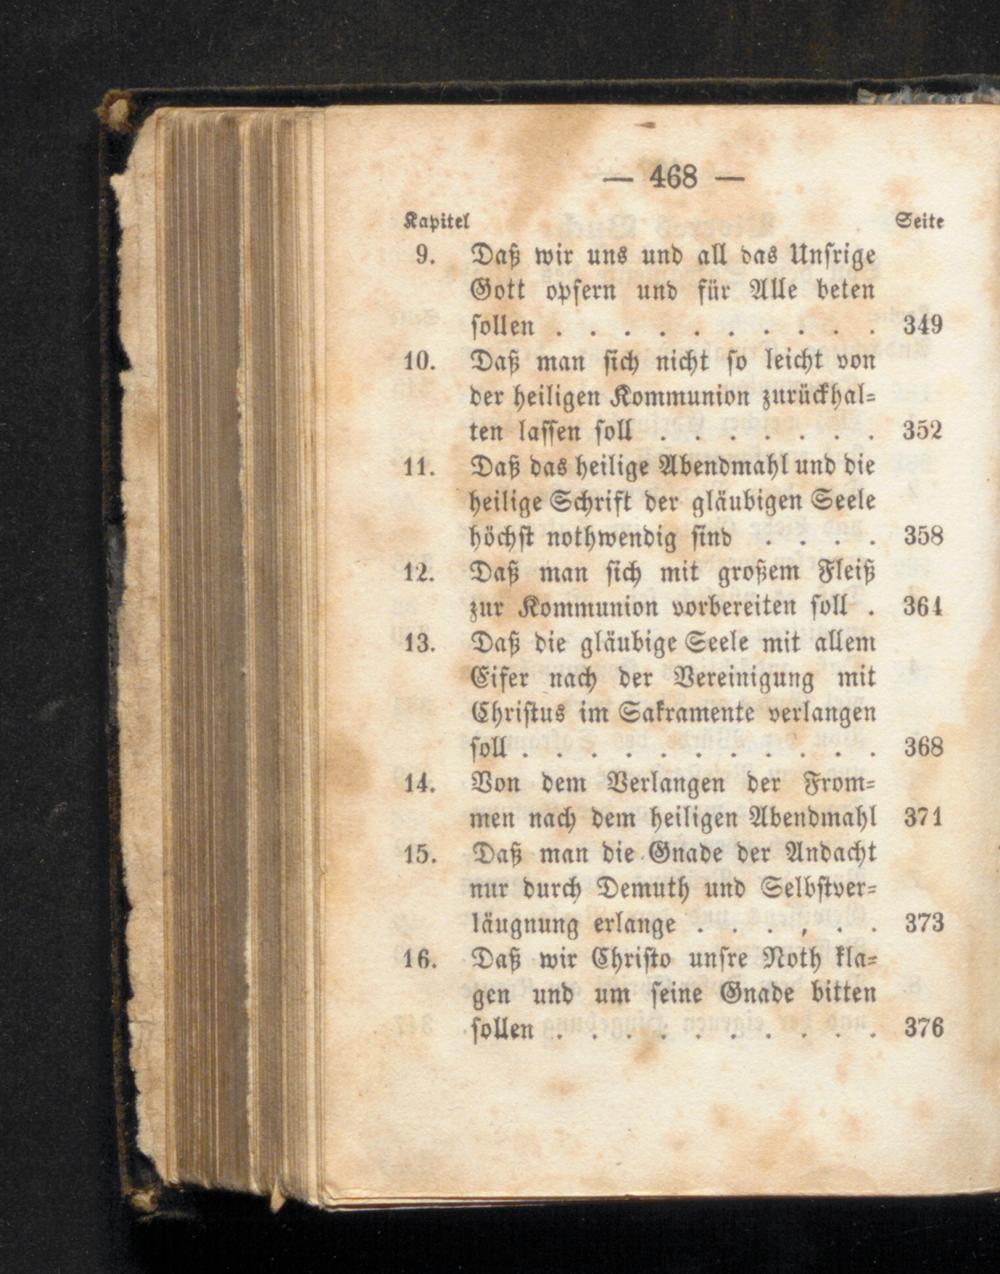 — 468 —
Kapitel Seite
9. Daß wir uns und all das Unsrige
Gott opfern und für Alle beten
sollen . . . . . . . . . . 349
10. Daß man sich nicht so leicht von
der heiligen Kommunion zurückhal=
ten lassen soll . . . . . . . 352
11. Daß das heilige Abendmahl und die
heilige Schrift der gläubigen Seele
höchst nothwendig sind . . . . 358
12. Daß man sich mit großem Fleiß
zur Kommunion vorbereiten soll . 364
13. Daß die gläubige Seele mit allem
Eifer nach der Vereinigung mit
Christus im Sakramente verlangen
soll . . . . . . . . . . . 368
14. Von dem Verlangen der From=
men nach dem heiligen Abendmahl 371
15. Daß man die Gnade der Andacht
nur durch Demuth und Selbstver=
läugnung erlange . . . , . . 373
16. Daß wir Christo unsre Noth kla=
gen und um seine Gnade bitten
sollen . . . . . . . . . . 376